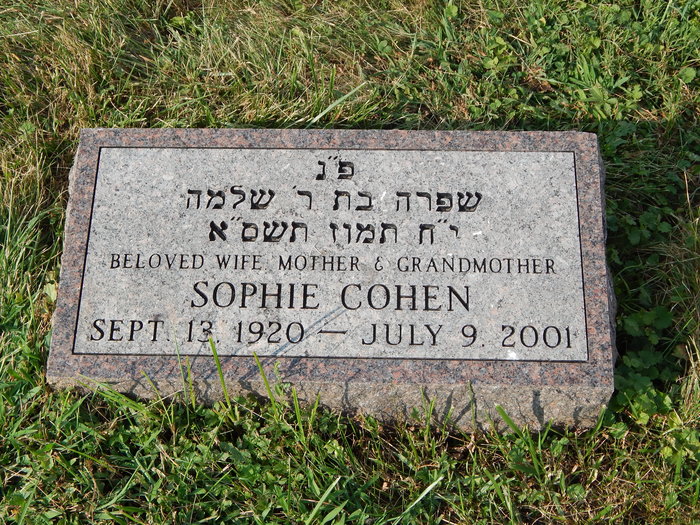 פ"נ
שפרה בת ר' שלמה
י"ח תמוז תשס"א
BELOVED WIFE, MOTHER & GRANDMOTHER
SOPHIE COHEN
SEPT. 13, 1920 — JULY 9, 2001